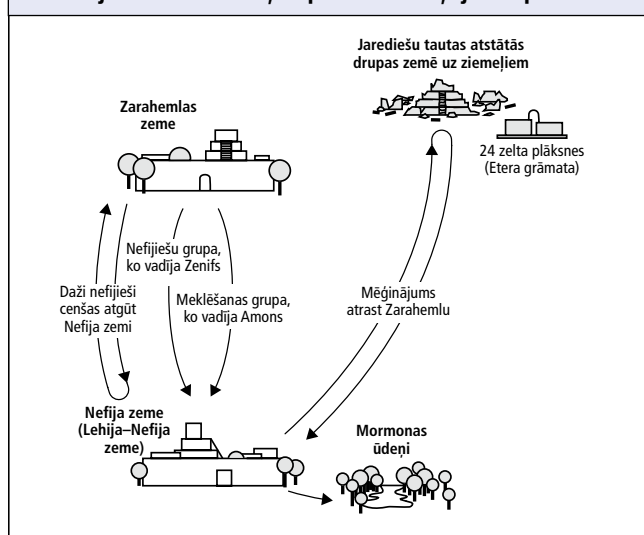 Jarediešu tautas atstātās
drupas zemē uz ziemeļiem
Zarahemlas
zeme
24 zelta plāksnes
(Etera grāmata)
Nefijiešu grupa,
ko vadīja Zenifs
Daži nefijieši
cenšas atgūt
Nefija zemi
Meklēšanas grupa,
ko vadīja Amons
Mēģinājums
atrast Zarahemlu
Nefija zeme
(Lehija–Nefija
zeme)
Mormonas
ūdeņi